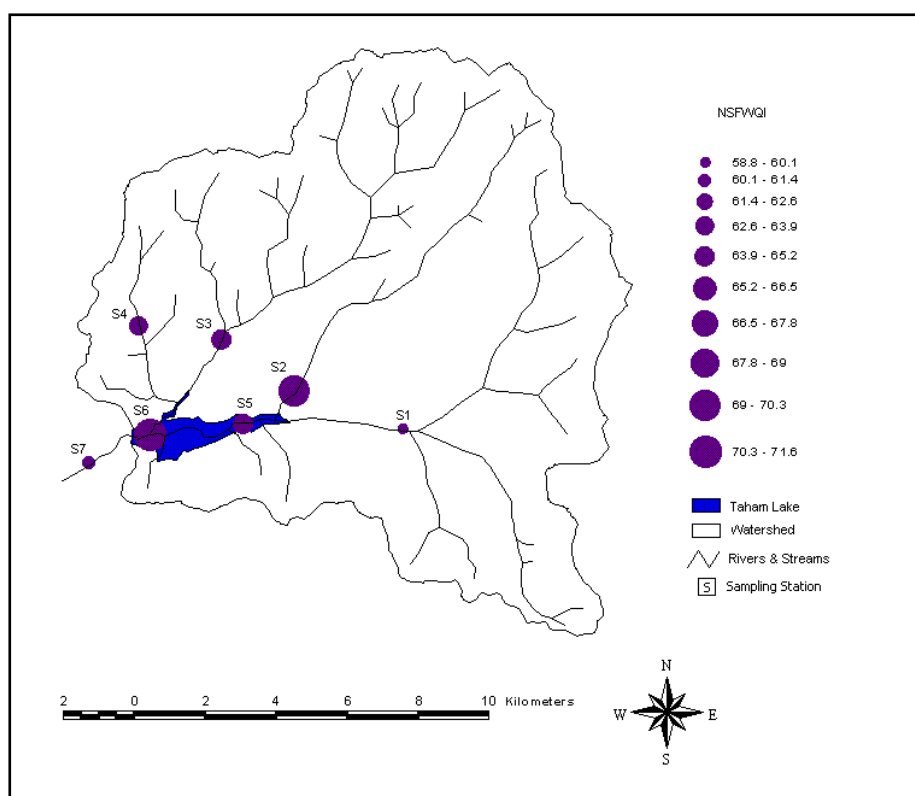 NSFWQI
58.8 - 60.1
60.1 - 61.4
61.4 - 62.6
62.6 - 63.9
63.9 - 65.2
65.2 - 66.5
66.5 - 67.8
67.8 - 69
69 - 70.3
70.3 - 71.6
Taham Lake
Watershed
Rivers & Streams
S Sampling Station
S4
S3
S2
S6
S5
S1
S7
2 0 2 4 6 8 10 Kilometers
N
W E
S